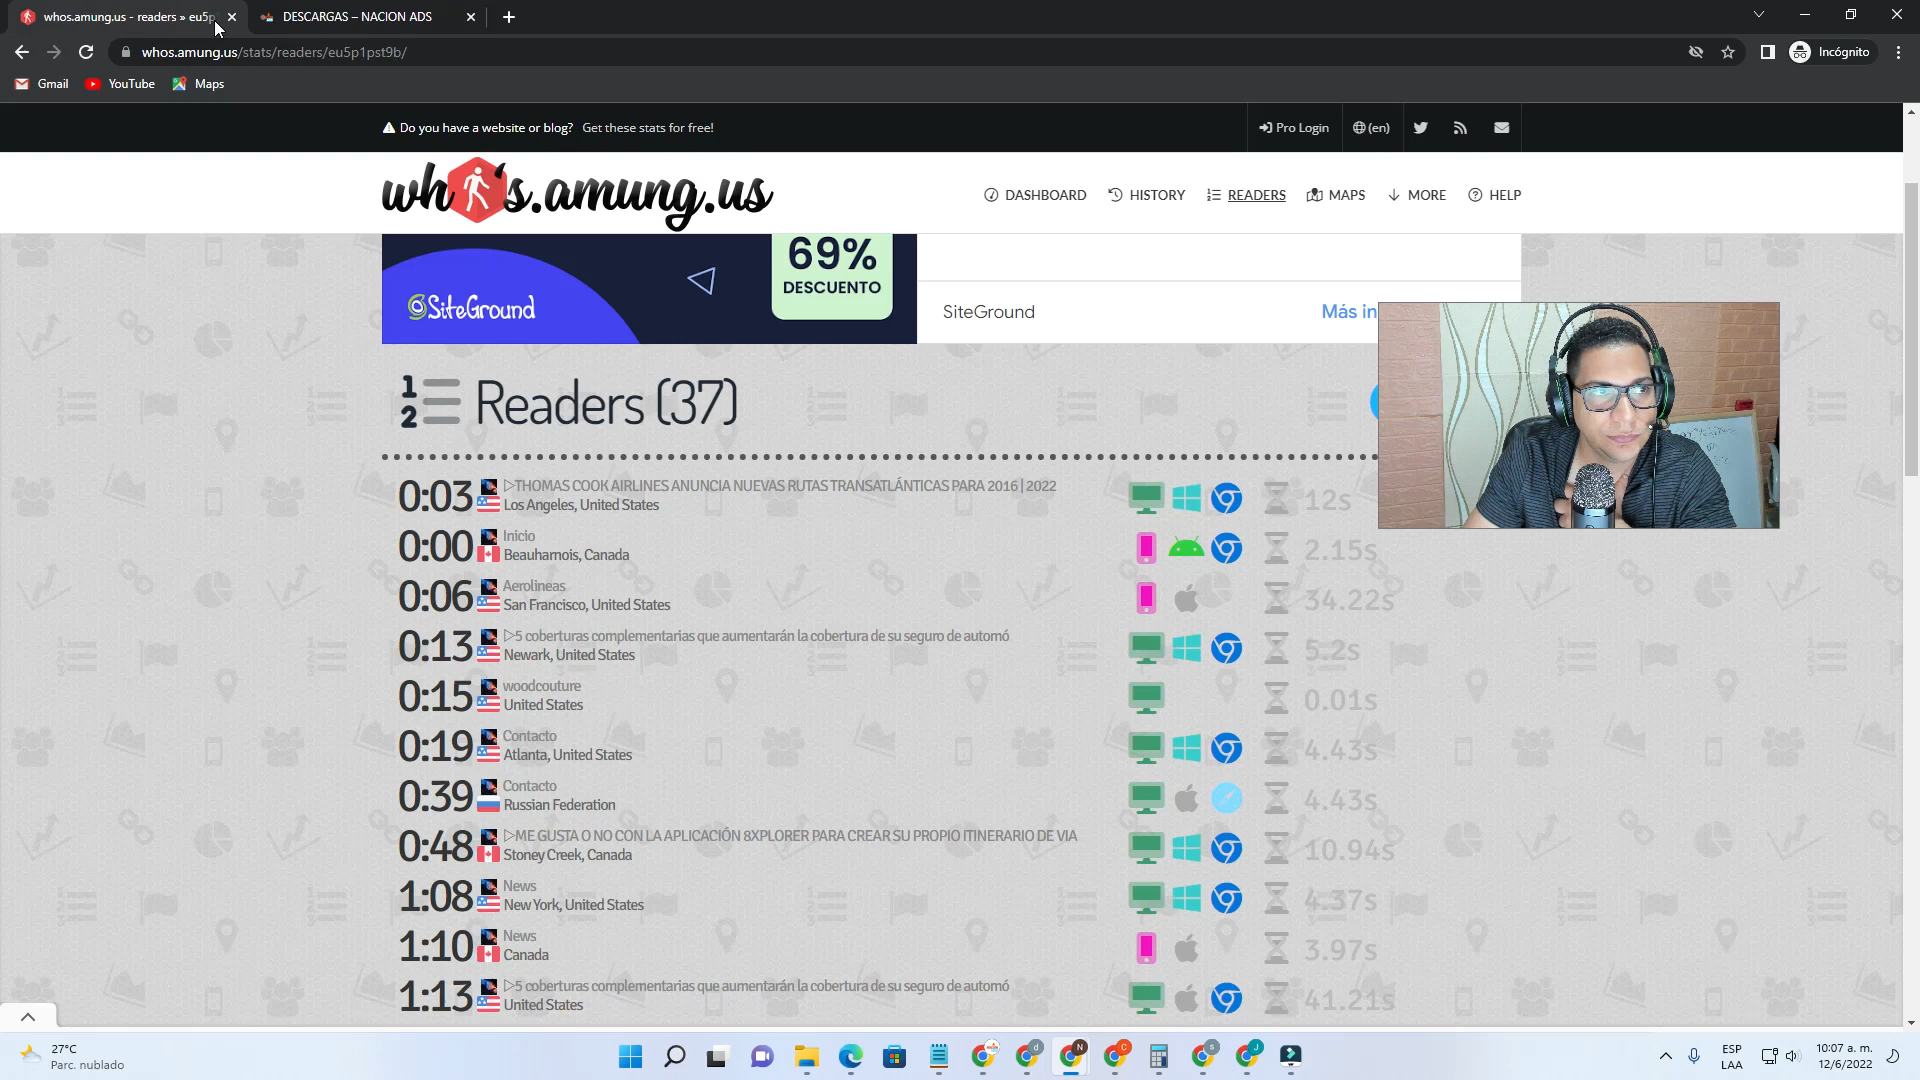 whos.amung.us - readers » eu5p
DESCARGAS – NACION ADS
whos.amung.us/stats/readers/eu5p1pst9b/
Incógnito
Gmail YouTube Maps
Do you have a website or blog? Get these stats for free!
Pro Login (en)
who's.amung.us
DASHBOARD HISTORY READERS MAPS MORE HELP
69%
DESCUENTO
SiteGround
SiteGround
Más in
Readers (37)
0:03 ▷THOMAS COOK AIRLINES ANUNCIA NUEVAS RUTAS TRANSATLÁNTICAS PARA 2016 | 2022
Los Angeles, United States
12s
0:00 Inicio
Beauharnois, Canada
2.15s
0:06 Aerolineas
San Francisco, United States
34.22s
0:13 ▷5 coberturas complementarias que aumentarán la cobertura de su seguro de automó
Newark, United States
5.2s
0:15 woodcouture
United States
0.01s
0:19 Contacto
Atlanta, United States
4.43s
0:39 Contacto
Russian Federation
4.43s
0:48 ▷ME GUSTA O NO CON LA APLICACIÓN 8XPLORER PARA CREAR SU PROPIO ITINERARIO DE VIA
Stoney Creek, Canada
10.94s
1:08 News
New York, United States
4.37s
1:10 News
Canada
3.97s
1:13 ▷5 coberturas complementarias que aumentarán la cobertura de su seguro de automó
United States
41.21s
27°C
Parc. nublado
ESP
LAA
10:07 a. m.
12/6/2022